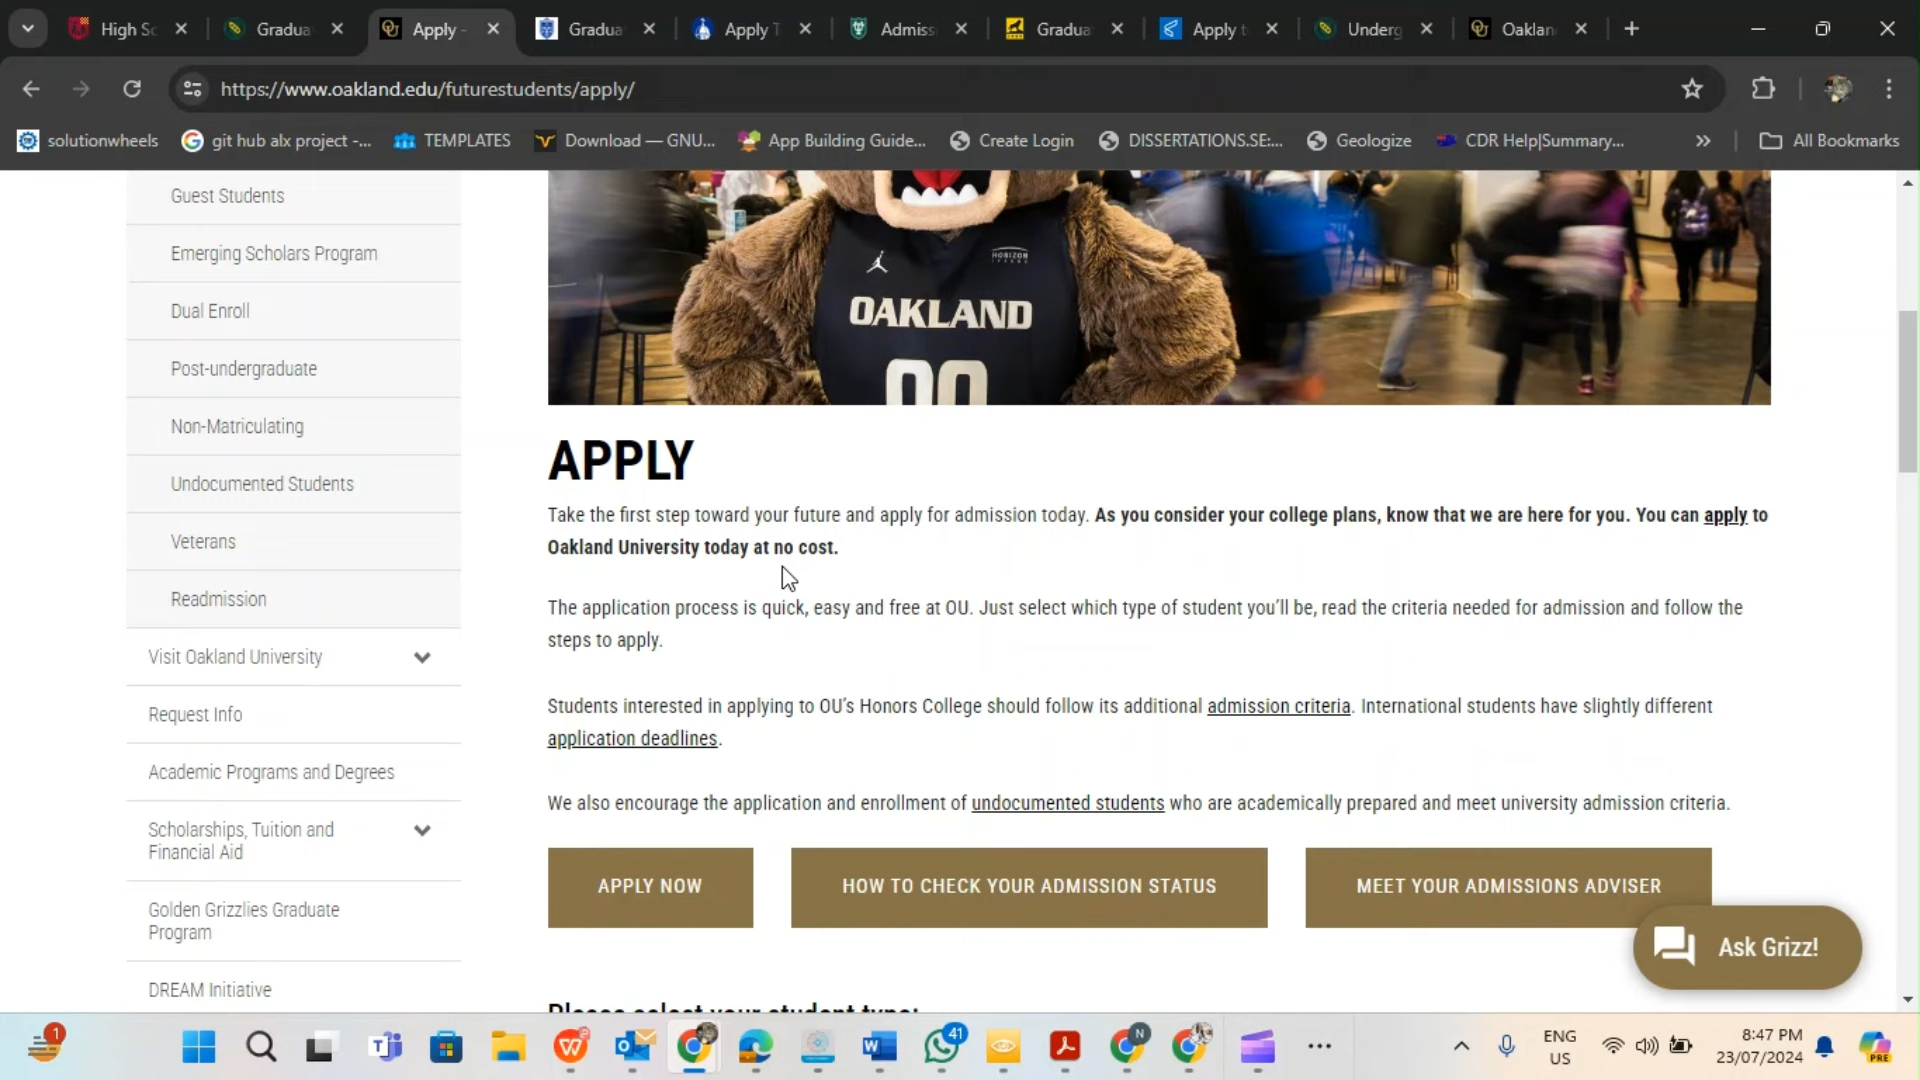 High Sc
Gradua
Apply -
Gradua
Apply T
Admiss
Gradua
Apply t
Underg
Oaklan
https://www.oakland.edu/futurestudents/apply/
solutionwheels
git hub alx project -...
TEMPLATES
Download — GNU...
App Building Guide...
Create Login
DISSERTATIONS.SE:...
Geologize
CDR Help|Summary...
All Bookmarks
Guest Students
Emerging Scholars Program
Dual Enroll
Post-undergraduate
Non-Matriculating
Undocumented Students
Veterans
Readmission
Visit Oakland University
Request Info
Academic Programs and Degrees
Scholarships, Tuition and
Financial Aid
Golden Grizzlies Graduate
Program
DREAM Initiative
HORIZON
LEAGUE
OAKLAND
00
APPLY
Take the first step toward your future and apply for admission today. As you consider your college plans, know that we are here for you. You can apply to
Oakland University today at no cost.
The application process is quick, easy and free at OU. Just select which type of student you'll be, read the criteria needed for admission and follow the
steps to apply.
Students interested in applying to OU's Honors College should follow its additional admission criteria. International students have slightly different
application deadlines.
We also encourage the application and enrollment of undocumented students who are academically prepared and meet university admission criteria.
APPLY NOW
HOW TO CHECK YOUR ADMISSION STATUS
MEET YOUR ADMISSIONS ADVISER
Ask Grizz!
Please select your student type:
1
41
N
ENG
US
8:47 PM
23/07/2024
PRE